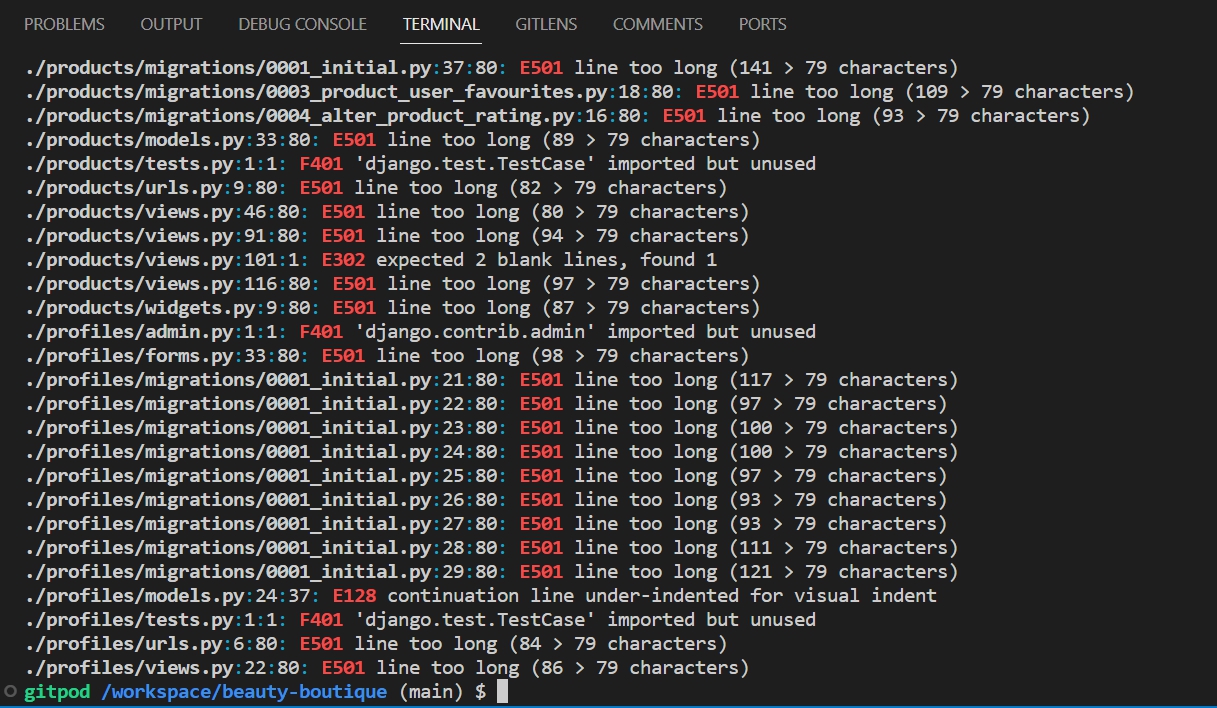 PROBLEMS OUTPUT DEBUG CONSOLE TERMINAL GITLENS COMMENTS PORTS
./products/migrations/0001_initial.py:37:80: E501 line too long (141 > 79 characters)
./products/migrations/0003_product_user_favourites.py:18:80: E501 line too long (109 > 79 characters)
./products/migrations/0004_alter_product_rating.py:16:80: E501 line too long (93 > 79 characters)
./products/models.py:33:80: E501 line too long (89 > 79 characters)
./products/tests.py:1:1: F401 'django.test.TestCase' imported but unused
./products/urls.py:9:80: E501 line too long (82 > 79 characters)
./products/views.py:46:80: E501 line too long (80 > 79 characters)
./products/views.py:91:80: E501 line too long (94 > 79 characters)
./products/views.py:101:1: E302 expected 2 blank lines, found 1
./products/views.py:116:80: E501 line too long (97 > 79 characters)
./products/widgets.py:9:80: E501 line too long (87 > 79 characters)
./profiles/admin.py:1:1: F401 'django.contrib.admin' imported but unused
./profiles/forms.py:33:80: E501 line too long (98 > 79 characters)
./profiles/migrations/0001_initial.py:21:80: E501 line too long (117 > 79 characters)
./profiles/migrations/0001_initial.py:22:80: E501 line too long (97 > 79 characters)
./profiles/migrations/0001_initial.py:23:80: E501 line too long (100 > 79 characters)
./profiles/migrations/0001_initial.py:24:80: E501 line too long (100 > 79 characters)
./profiles/migrations/0001_initial.py:25:80: E501 line too long (97 > 79 characters)
./profiles/migrations/0001_initial.py:26:80: E501 line too long (93 > 79 characters)
./profiles/migrations/0001_initial.py:27:80: E501 line too long (93 > 79 characters)
./profiles/migrations/0001_initial.py:28:80: E501 line too long (111 > 79 characters)
./profiles/migrations/0001_initial.py:29:80: E501 line too long (121 > 79 characters)
./profiles/models.py:24:37: E128 continuation line under-indented for visual indent
./profiles/tests.py:1:1: F401 'django.test.TestCase' imported but unused
./profiles/urls.py:6:80: E501 line too long (84 > 79 characters)
./profiles/views.py:22:80: E501 line too long (86 > 79 characters)
gitpod /workspace/beauty-boutique (main) $